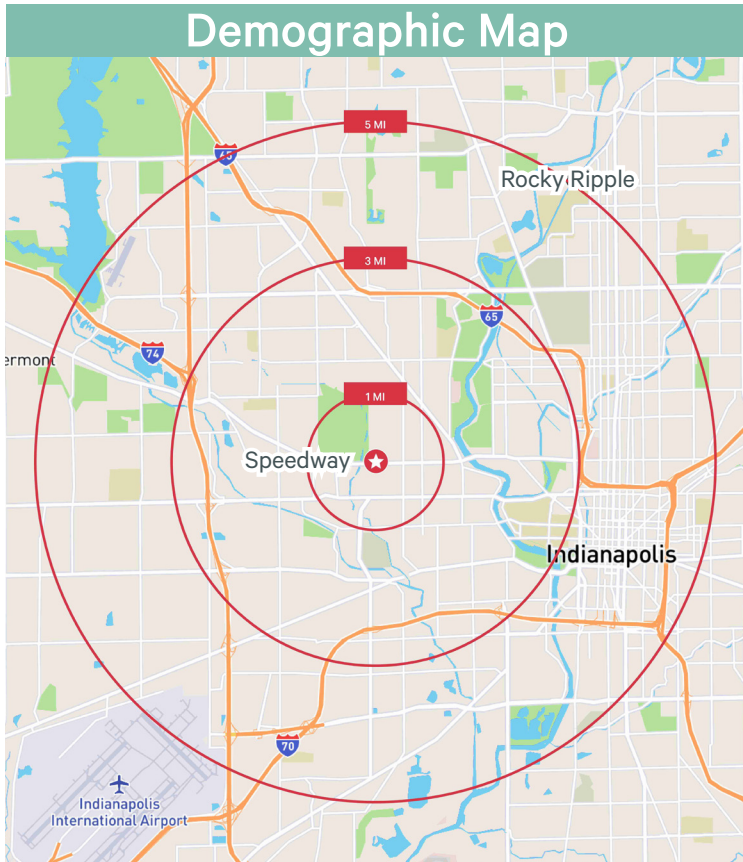 Demographic Map
5 MI
65
Rocky Ripple
3 MI
65
74
ermont
1 MI
Speedway
Indianapolis
70
Indianapolis
International Airport